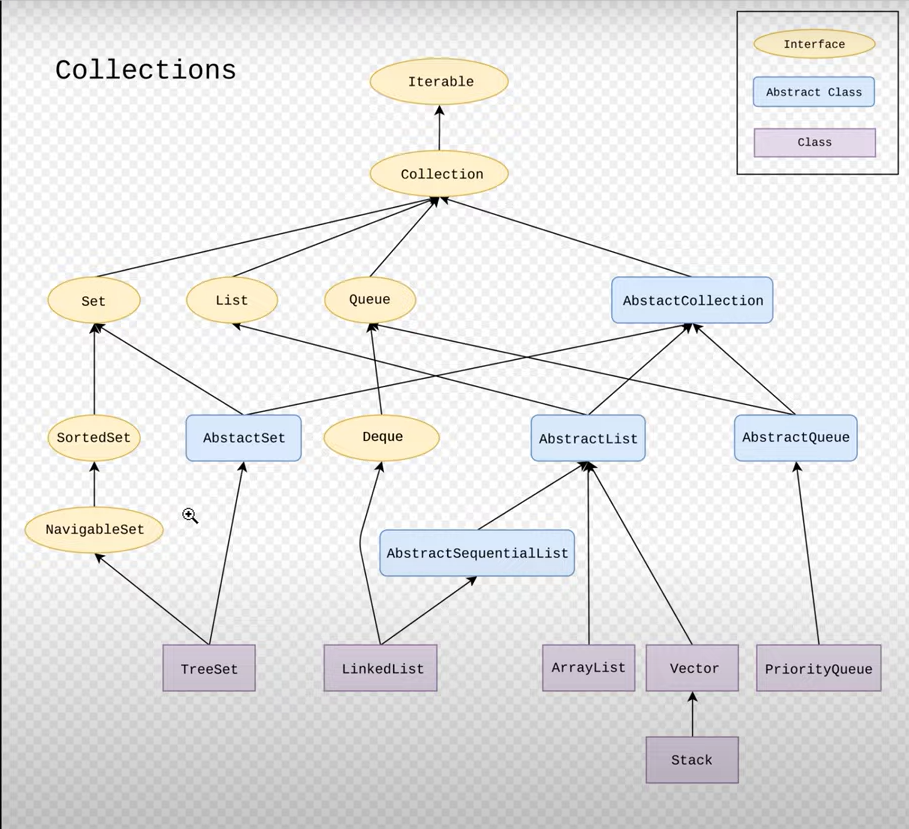 Collections
Interface
Abstract Class
Class
Iterable
Collection
Set
List
Queue
AbstactCollection
SortedSet
AbstactSet
Deque
AbstractList
AbstractQueue
NavigableSet
AbstractSequentialList
TreeSet
LinkedList
ArrayList
Vector
PriorityQueue
Stack